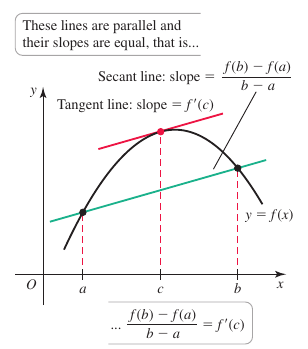 These lines are parallel and
their slopes are equal, that is...
Secant line: slope = f(b) − f(a) / b − a
y
Tangent line: slope = f′(c)
y = f(x)
O a c b x
... f(b) − f(a) / b − a = f′(c)